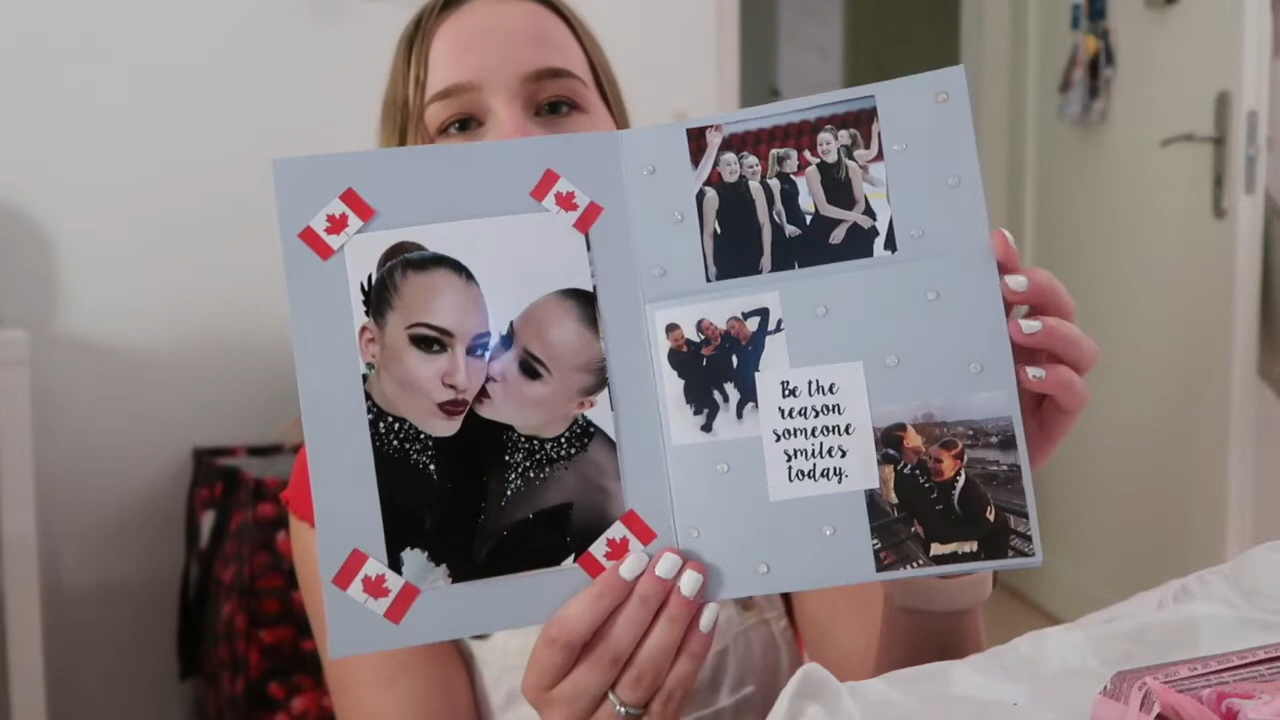 Be the
reason
someone
smiles
today.